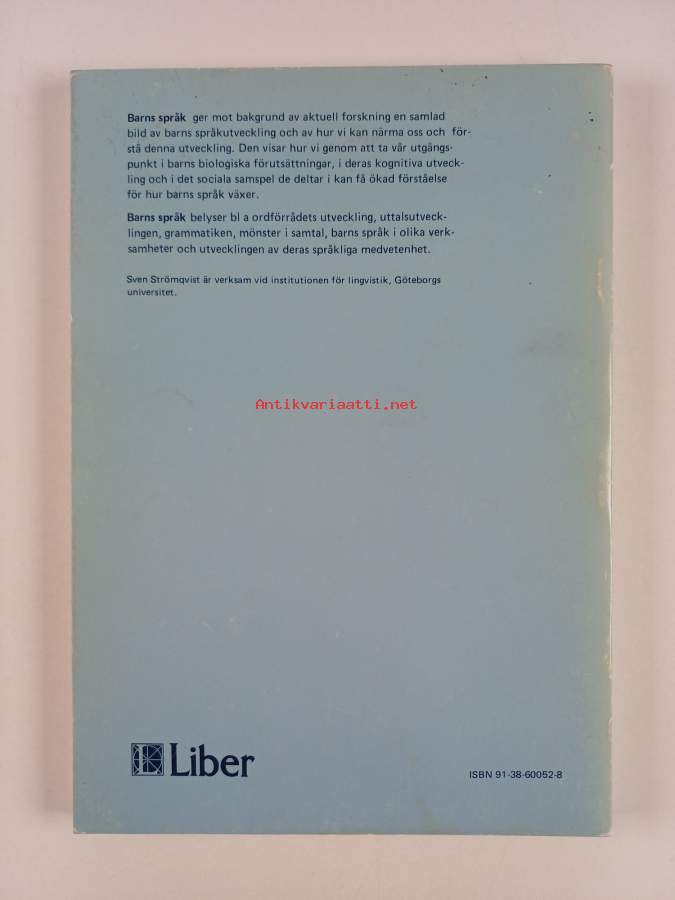 Barns språk ger mot bakgrund av aktuell forskning en samlad
bild av barns språkutveckling och av hur vi kan närma oss och för-
stå denna utveckling. Den visar hur vi genom att ta vår utgångs-
punkt i barns biologiska förutsättningar, i deras kognitiva utveck-
ling och i det sociala samspel de deltar i kan få ökad förståelse
för hur barns språk växer.
Barns språk belyser bl a ordförrådets utveckling, uttalsutveck-
lingen, grammatiken, mönster i samtal, barns språk i olika verk-
samheter och utvecklingen av deras språkliga medvetenhet.
Sven Strömqvist är verksam vid institutionen för lingvistik, Göteborgs
universitet.
Antikvariaatti.net
Liber
ISBN 91-38-60052-8